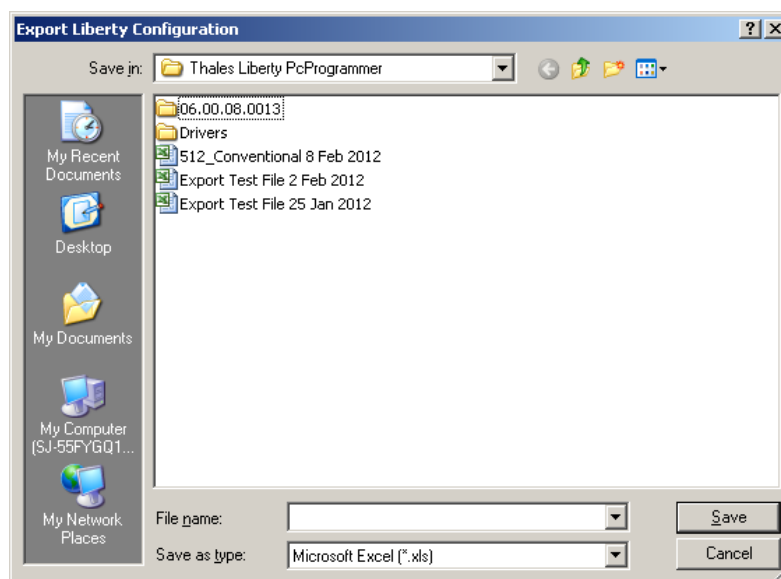 Export Liberty Configuration
Save in:
Thales Liberty PcProgrammer
My Recent
Documents
Desktop
My Documents
My Computer
(SJ-55FYGQ1...
My Network
Places
06.00.08.0013
Drivers
512_Conventional 8 Feb 2012
Export Test File 2 Feb 2012
Export Test File 25 Jan 2012
File name:
Save
Save as type:
Microsoft Excel (*.xls)
Cancel